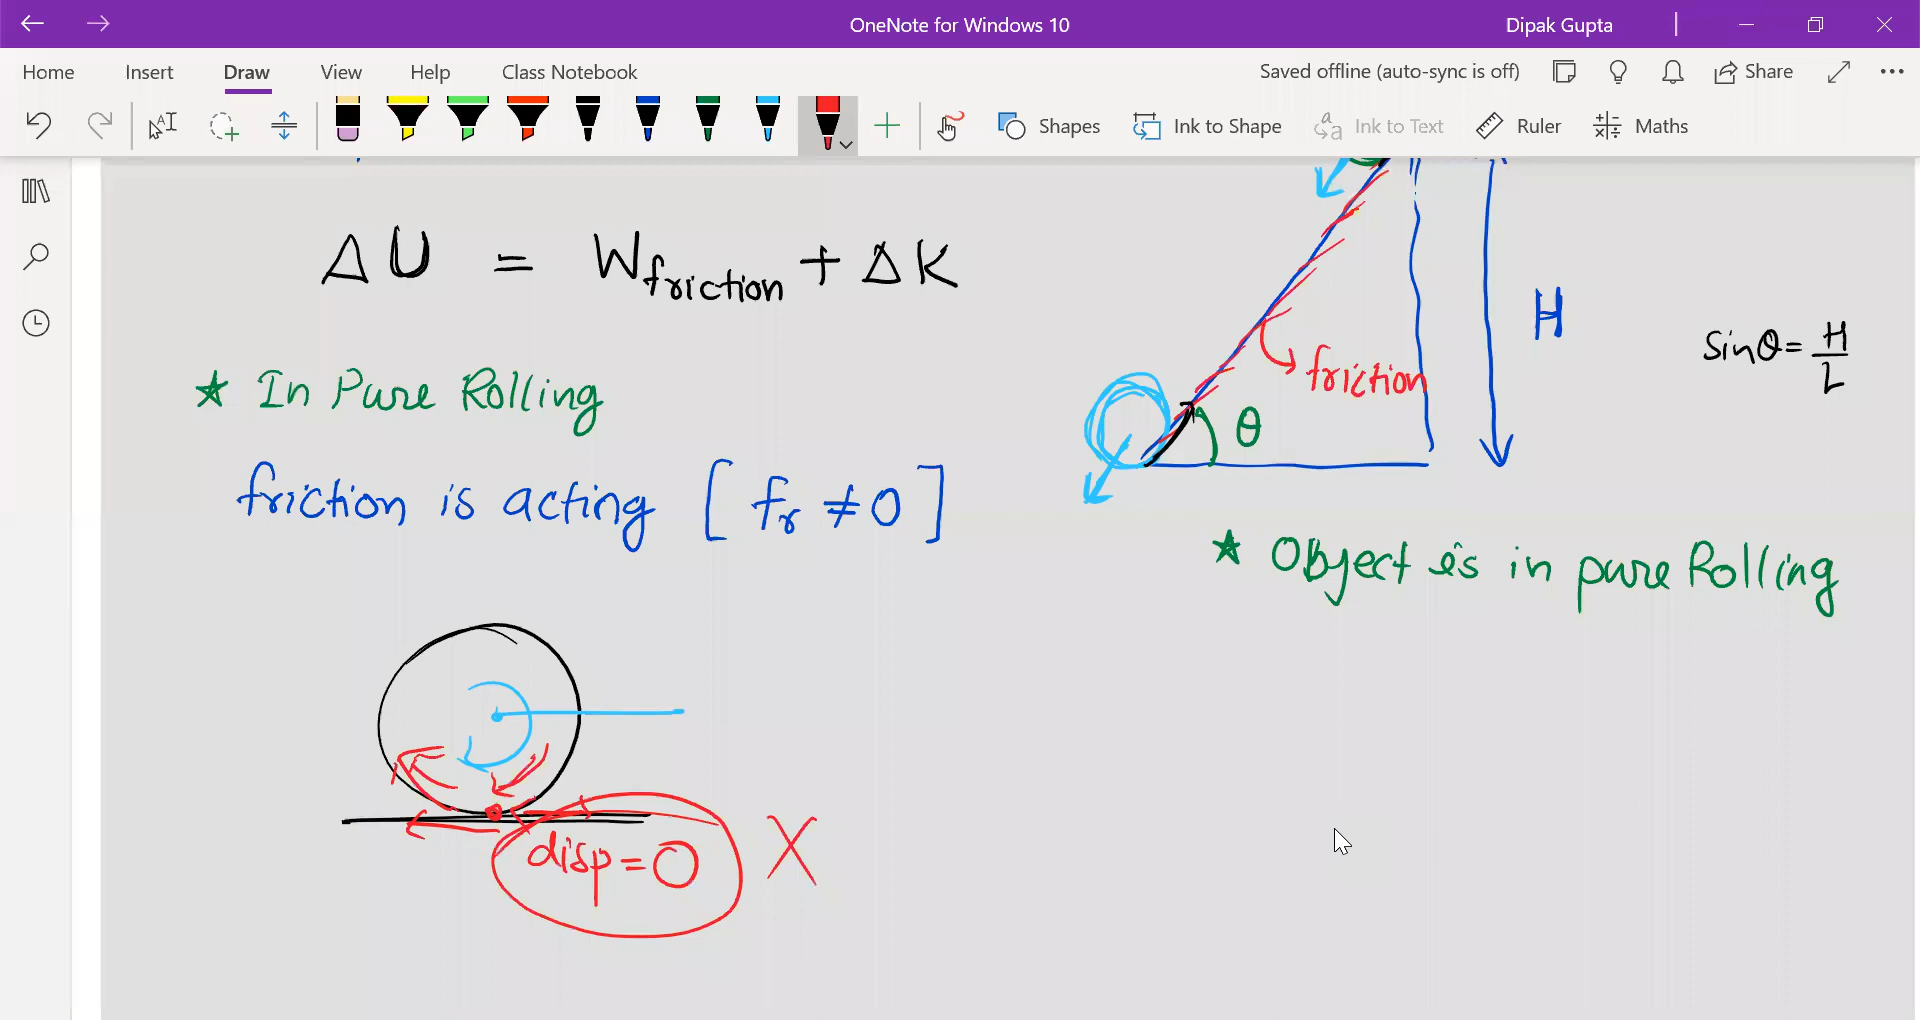 OneNote for Windows 10
Dipak Gupta
Home Insert Draw View Help Class Notebook
Saved offline (auto-sync is off) Share
Shapes Ink to Shape Ink to Text Ruler Maths
ΔU = Wfriction + ΔK
H
sinθ = H/L
friction
θ
★ In Pure Rolling
friction is acting [ fr ≠ 0 ]
★ Object is in pure Rolling
disp = 0 X